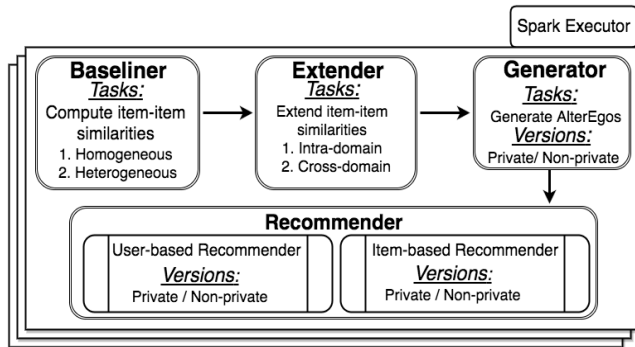 Spark Executor
Baseliner
Tasks:
Compute item-item
similarities
1. Homogeneous
2. Heterogeneous
Extender
Tasks:
Extend item-item
similarities
1. Intra-domain
2. Cross-domain
Generator
Tasks:
Generate AlterEgos
Versions:
Private/ Non-private
Recommender
User-based Recommender
Versions:
Private / Non-private
Item-based Recommender
Versions:
Private / Non-private